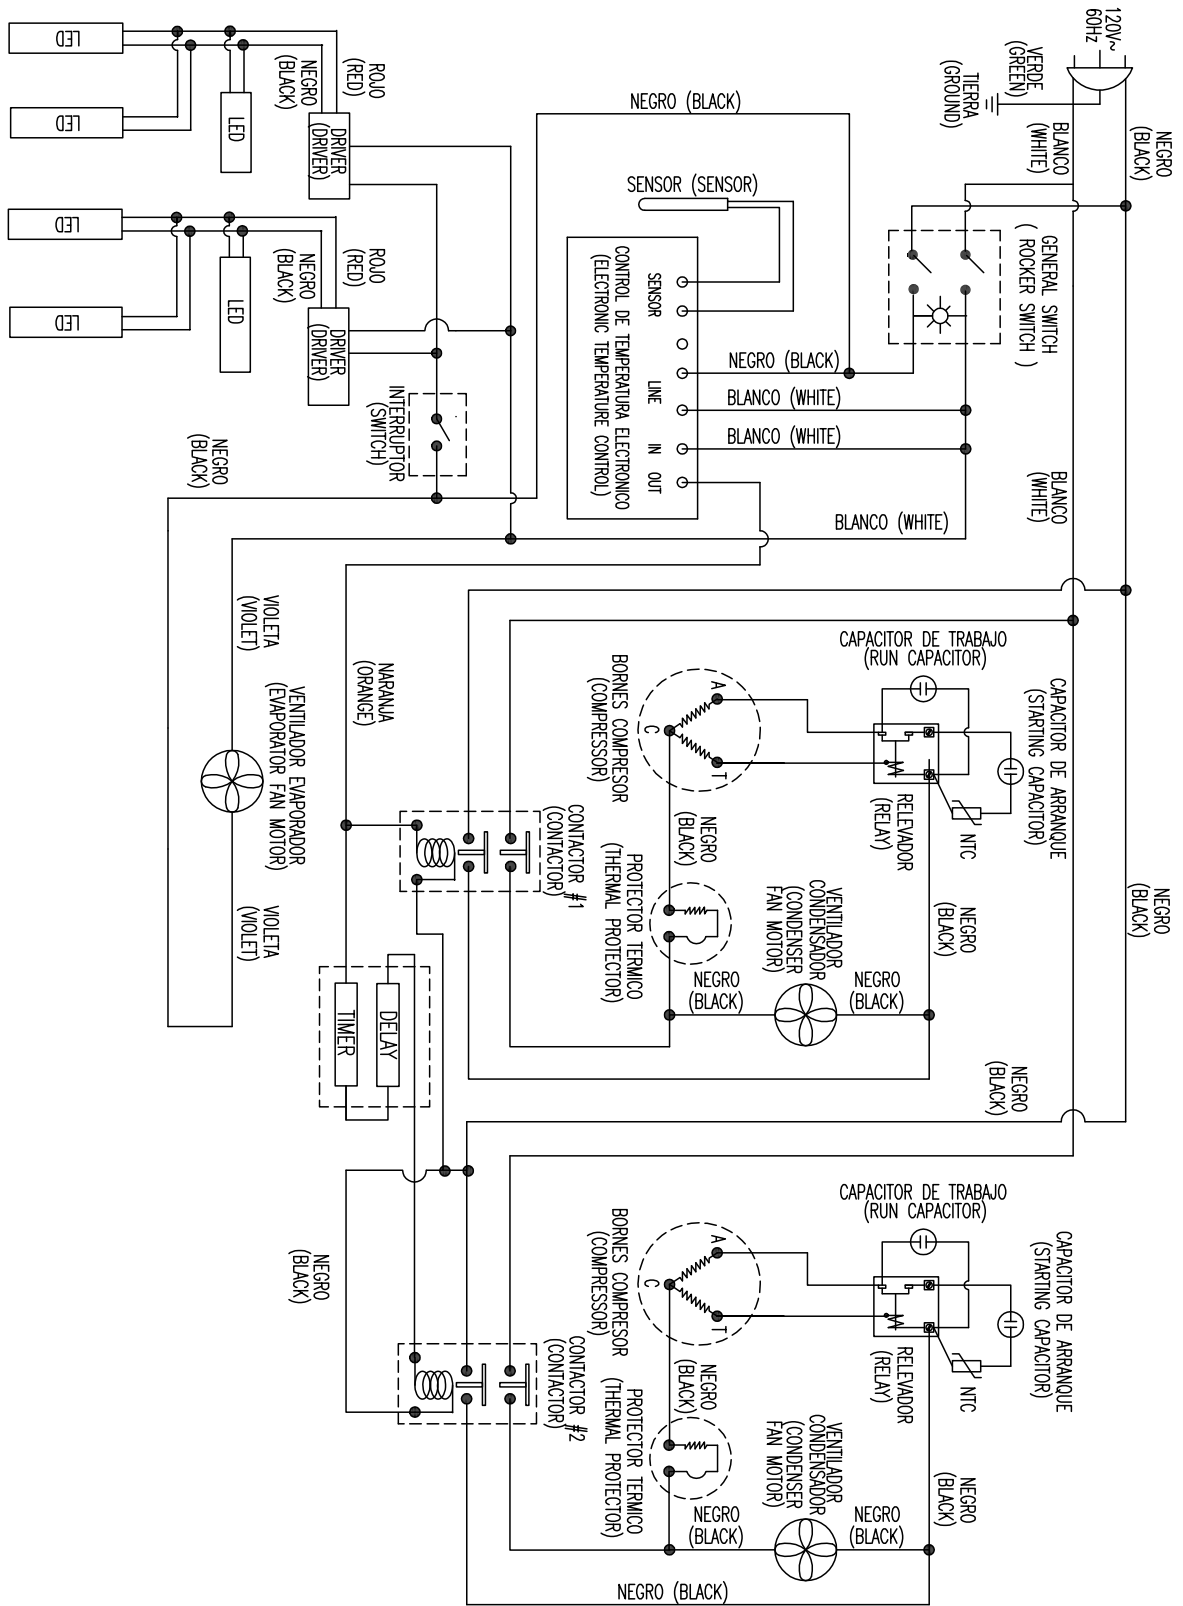 120V~
60Hz
VERDE
(GREEN)
TIERRA
(GROUND)
BLANCO
(WHITE)
NEGRO
(BLACK)
LED
LED
LED
ROJO
(RED)
NEGRO
(BLACK)
DRIVER
(DRIVER)
LED
LED
LED
ROJO
(RED)
NEGRO
(BLACK)
DRIVER
(DRIVER)
NEGRO (BLACK)
SENSOR (SENSOR)
GENERAL SWITCH
( ROCKER SWITCH )
CONTROL DE TEMPERATURA ELECTRONICO
(ELECTRONIC TEMPERATURE CONTROL)
SENSOR
LINE
IN
OUT
NEGRO (BLACK)
BLANCO (WHITE)
BLANCO (WHITE)
BLANCO (WHITE)
INTERRUPTOR
(SWITCH)
NEGRO
(BLACK)
BLANCO
(WHITE)
VIOLETA
(VIOLET)
VENTILADOR EVAPORADOR
(EVAPORATOR FAN MOTOR)
VIOLETA
(VIOLET)
NARANJA
(ORANGE)
CAPACITOR DE TRABAJO
(RUN CAPACITOR)
CAPACITOR DE ARRANQUE
(STARTING CAPACITOR)
BORNES COMPRESOR
(COMPRESSOR)
A
C
T
RELEVADOR
(RELAY)
NTC
NEGRO
(BLACK)
CONTACTOR #1
(CONTACTOR)
PROTECTOR TERMICO
(THERMAL PROTECTOR)
VENTILADOR
CONDENSADOR
(CONDENSER
FAN MOTOR)
NEGRO
(BLACK)
NEGRO
(BLACK)
NEGRO
(BLACK)
NEGRO
(BLACK)
TIMER
DELAY
NEGRO
(BLACK)
NEGRO
(BLACK)
CAPACITOR DE TRABAJO
(RUN CAPACITOR)
CAPACITOR DE ARRANQUE
(STARTING CAPACITOR)
BORNES COMPRESOR
(COMPRESSOR)
A
C
T
RELEVADOR
(RELAY)
NTC
NEGRO
(BLACK)
CONTACTOR #2
(CONTACTOR)
PROTECTOR TERMICO
(THERMAL PROTECTOR)
VENTILADOR
CONDENSADOR
(CONDENSER
FAN MOTOR)
NEGRO
(BLACK)
NEGRO
(BLACK)
NEGRO
(BLACK)
NEGRO (BLACK)